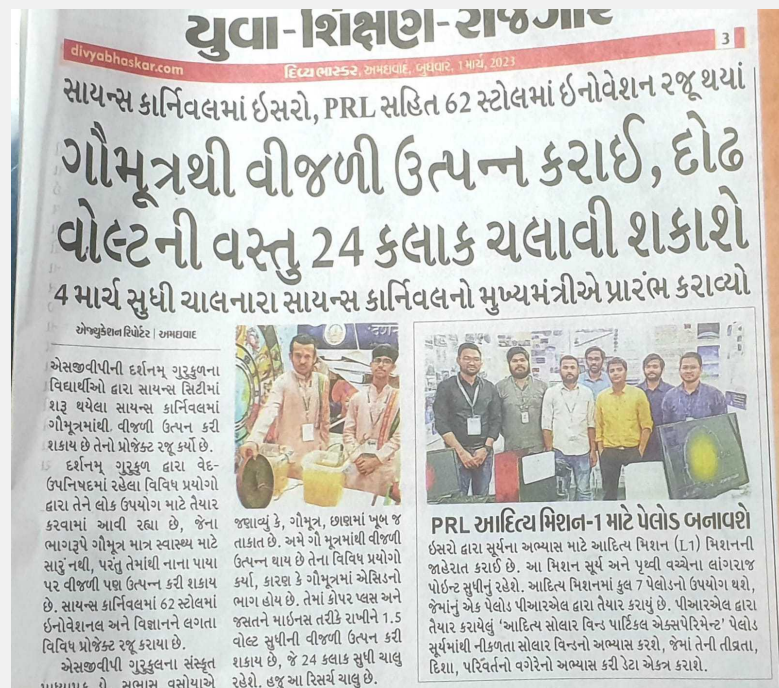 યુવા-શિક્ષણ-રોજગાર
divyabhaskar.com
દિવ્ય ભાસ્કર, અમદાવાદ, બુધવાર, 1 માર્ચ, 2023
3
સાયન્સ કાર્નિવલમાં ઇસરો, PRL સહિત 62 સ્ટોલમાં ઇનોવેશન રજૂ થયાં
ગૌમૂત્રથી વીજળી ઉત્પન્ન કરાઈ, દોઢ
વોલ્ટની વસ્તુ 24 કલાક ચલાવી શકાશે
4 માર્ચ સુધી ચાલનારા સાયન્સ કાર્નિવલનો મુખ્યમંત્રીએ પ્રારંભ કરાવ્યો
એજ્યુકેશન રિપોર્ટર | અમદાવાદ
એસજીવીપીની દર્શનમ્ ગુરુકુળના
વિદ્યાર્થીઓ દ્વારા સાયન્સ સિટીમાં
શરૂ થયેલા સાયન્સ કાર્નિવલમાં
ગૌમૂત્રમાંથી વીજળી ઉત્પન કરી
શકાય છે તેનો પ્રોજેક્ટ રજૂ કર્યો છે.
દર્શનમ્ ગુરુકુળ દ્વારા વેદ-
ઉપનિષદમાં રહેલા વિવિધ પ્રયોગો
દ્વારા તેને લોક ઉપયોગ માટે તૈયાર
કરવામાં આવી રહ્યા છે, જેના
ભાગરૂપે ગૌમૂત્ર માત્ર સ્વાસ્થ્ય માટે
સારું નથી, પરંતુ તેમાંથી નાના પાયા
પર વીજળી પણ ઉત્પન્ન કરી શકાય
છે. સાયન્સ કાર્નિવલમાં 62 સ્ટોલમાં
ઇનોવેશનલ અને વિજ્ઞાનને લગતા
વિવિધ પ્રોજેક્ટ રજૂ કરાયા છે.
એસજીવીપી ગુરુકુલના સંસ્કૃત
જણાવ્યું કે, ગૌમૂત્ર, છાણમાં ખૂબ જ
તાકાત છે. અમે ગૌ મૂત્રમાંથી વીજળી
ઉત્પન્ન થાય છે તેના વિવિધ પ્રયોગો
કર્યા, કારણ કે ગૌમૂત્રમાં એસિડનો
ભાગ હોય છે. તેમાં કોપર પ્લસ અને
જસતને માઇનસ તરીકે રાખીને 1.5
વોલ્ટ સુધીની વીજળી ઉત્પન કરી
શકાય છે, જે 24 કલાક સુધી ચાલુ
રહેશે. હજુ આ રિસર્ચ ચાલુ છે.
PRL આદિત્ય મિશન-1 માટે પેલોડ બનાવશે
ઇસરો દ્વારા સૂર્યના અભ્યાસ માટે આદિત્ય મિશન (L1) મિશનની
જાહેરાત કરાઈ છે. આ મિશન સૂર્ય અને પૃથ્વી વચ્ચેના લાંગરાજ
પોઇન્ટ સુધીનું રહેશે. આદિત્ય મિશનમાં કુલ 7 પેલોડનો ઉપયોગ થશે,
જેમાંનું એક પેલોડ પીઆરએલ દ્વારા તૈયાર કરાયું છે. પીઆરએલ દ્વારા
તૈયાર કરાયેલું 'આદિત્ય સોલાર વિન્ડ પાર્ટિકલ એક્સપેરિમેન્ટ' પેલોડ
સૂર્યમાંથી નીકળતા સોલાર વિન્ડનો અભ્યાસ કરશે, જેમાં તેની તીવ્રતા,
દિશા, પરિવર્તનો વગેરેનો અભ્યાસ કરી ડેટા એકત્ર કરાશે.